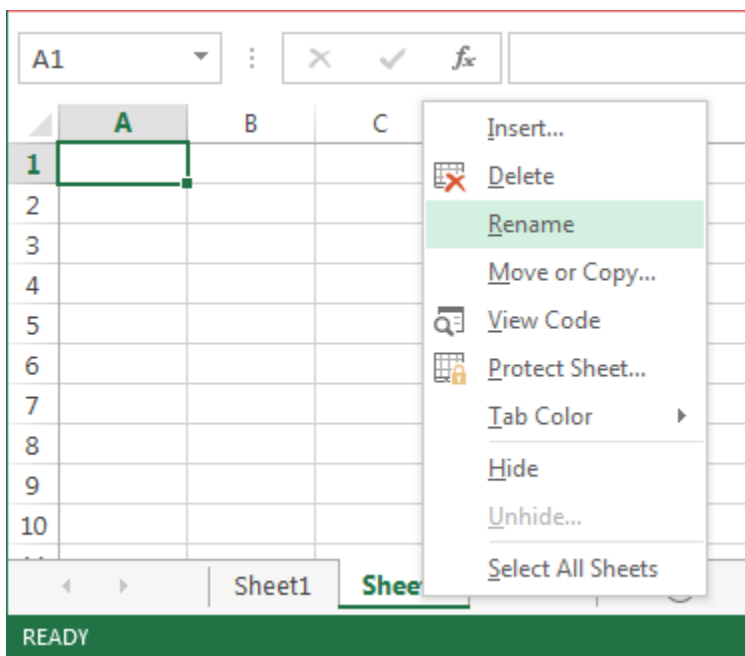 A1
fx
A B C
1
2
3
4
5
6
7
8
9
10
Insert...
Delete
Rename
Move or Copy...
View Code
Protect Sheet...
Tab Color
Hide
Unhide...
Select All Sheets
Sheet1
READY